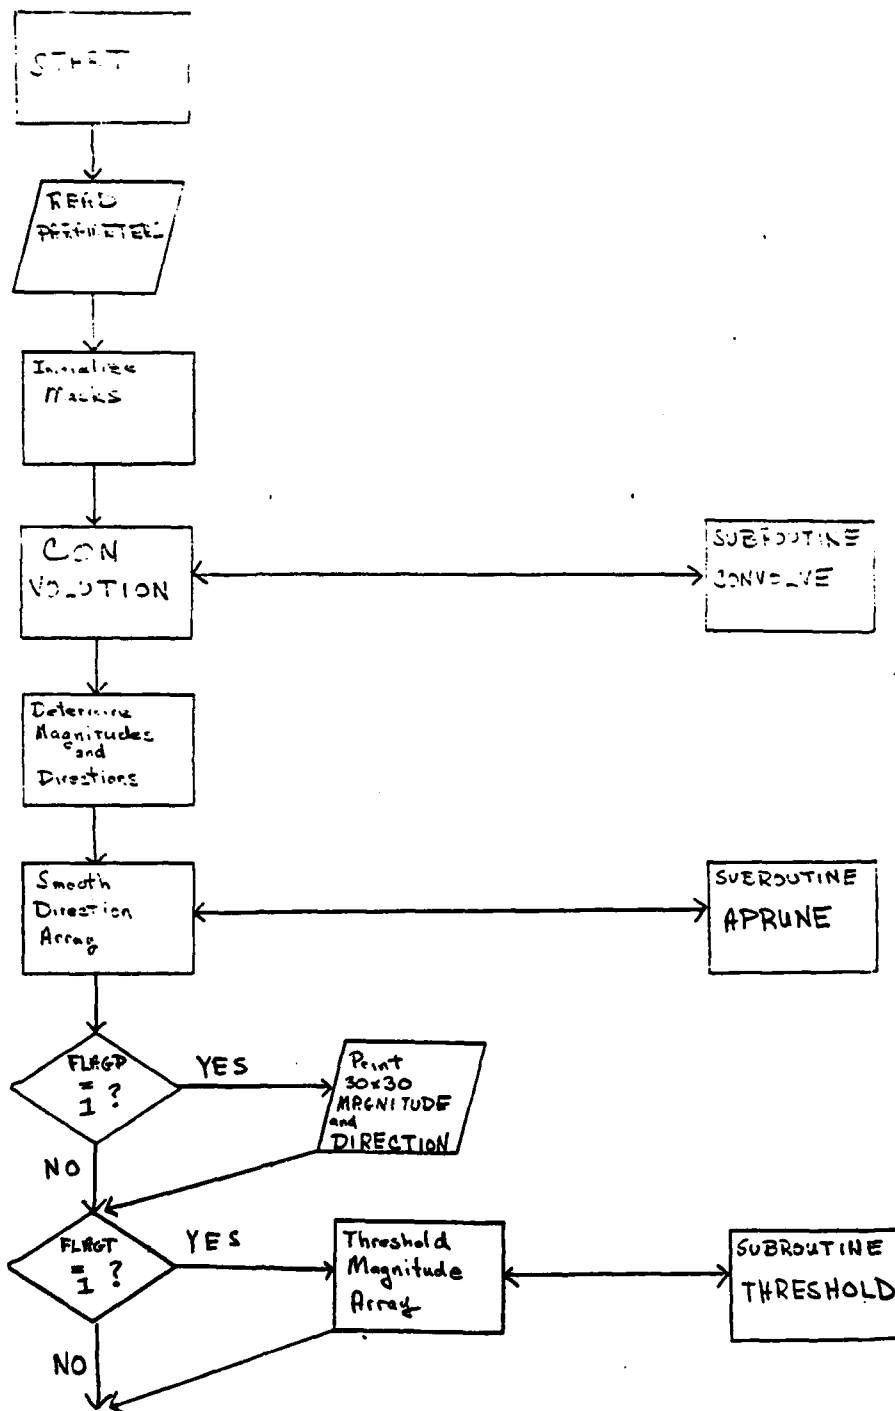 START
READ
PARAMETERS
Initialize
Masks
CON
VOLUTION
SUBROUTINE
CONVOLVE
Determine
Magnitudes
and
Directions
Smooth
Direction
Array
SUBROUTINE
APRUNE
FLAGP
=
1 ?
YES
Print
30x30
MAGNITUDE
and
DIRECTION
NO
FLAGT
=
1 ?
YES
Threshold
Magnitude
Array
SUBROUTINE
THRESHOLD
NO